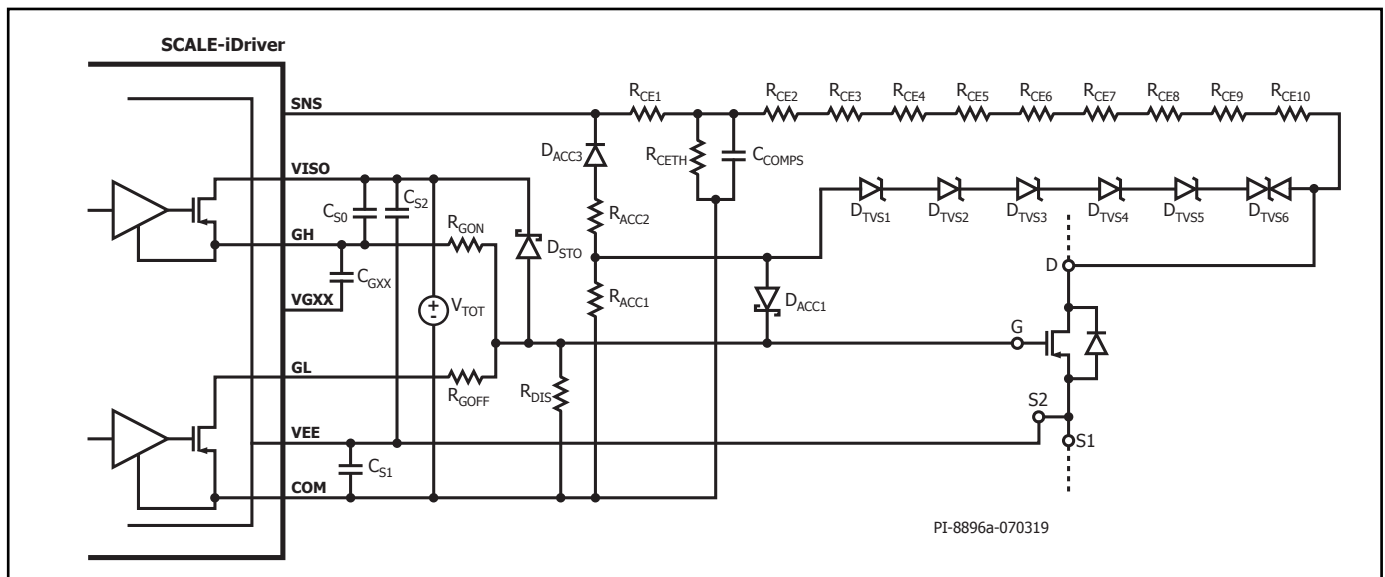 SCALE-iDriver
SNS
R_CE1
R_CE2
R_CE3
R_CE4
R_CE5
R_CE6
R_CE7
R_CE8
R_CE9
R_CE10
D_ACC3
R_CETH
C_COMPS
VISO
C_S0
C_S2
R_GON
D_STO
R_ACC2
D_TVS1
D_TVS2
D_TVS3
D_TVS4
D_TVS5
D_TVS6
GH
C_GXX
VGXX
V_TOT
+
-
R_ACC1
D_ACC1
D
G
GL
R_GOFF
R_DIS
S2
VEE
S1
C_S1
COM
PI-8896a-070319